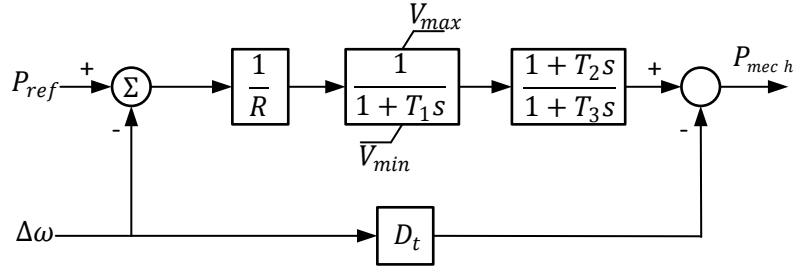 V_max
P_ref + Σ 1/R 1/(1 + T_1 s) (1 + T_2 s)/(1 + T_3 s) + P_mec h
- V_min -
Δω D_t